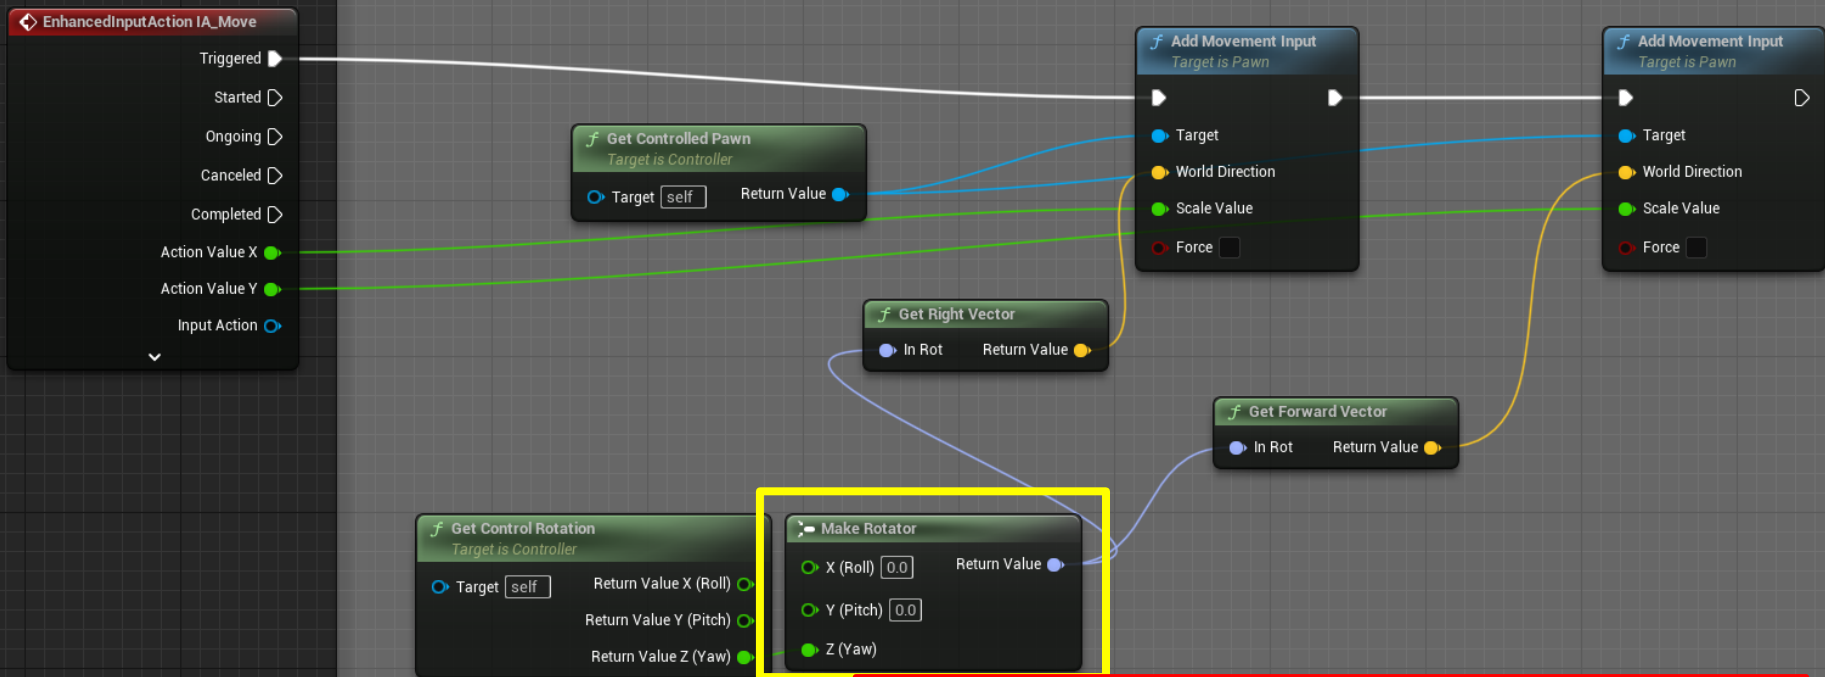 EnhancedInputAction IA_Move
Triggered
Started
Ongoing
Canceled
Completed
Action Value X
Action Value Y
Input Action
Get Controlled Pawn
Target is Controller
Target self Return Value
Add Movement Input
Target is Pawn
Target
World Direction
Scale Value
Force
Add Movement Input
Target is Pawn
Target
World Direction
Scale Value
Force
Get Right Vector
In Rot Return Value
Get Forward Vector
In Rot Return Value
Get Control Rotation
Target is Controller
Target self Return Value X (Roll)
Return Value Y (Pitch)
Return Value Z (Yaw)
Make Rotator
X (Roll) 0.0 Return Value
Y (Pitch) 0.0
Z (Yaw)